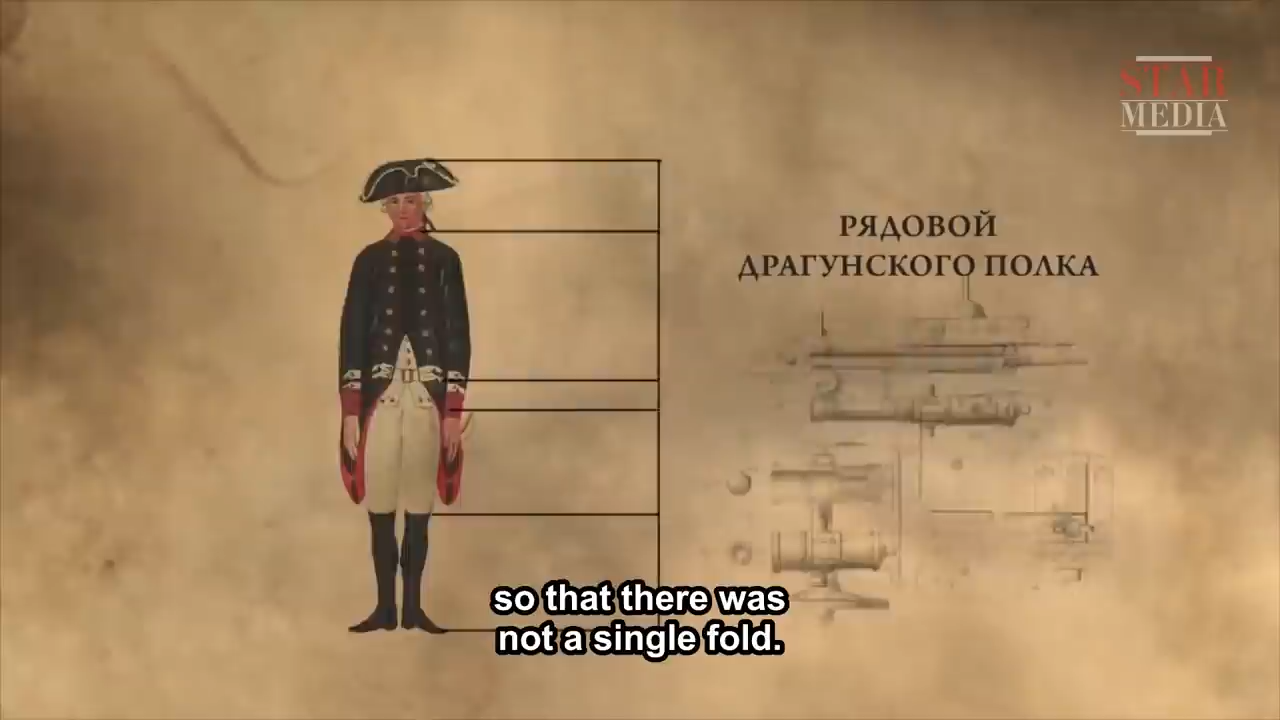 STAR
MEDIA
РЯДОВОЙ
ДРАГУНСКОГО ПОЛКА
so that there was
not a single fold.